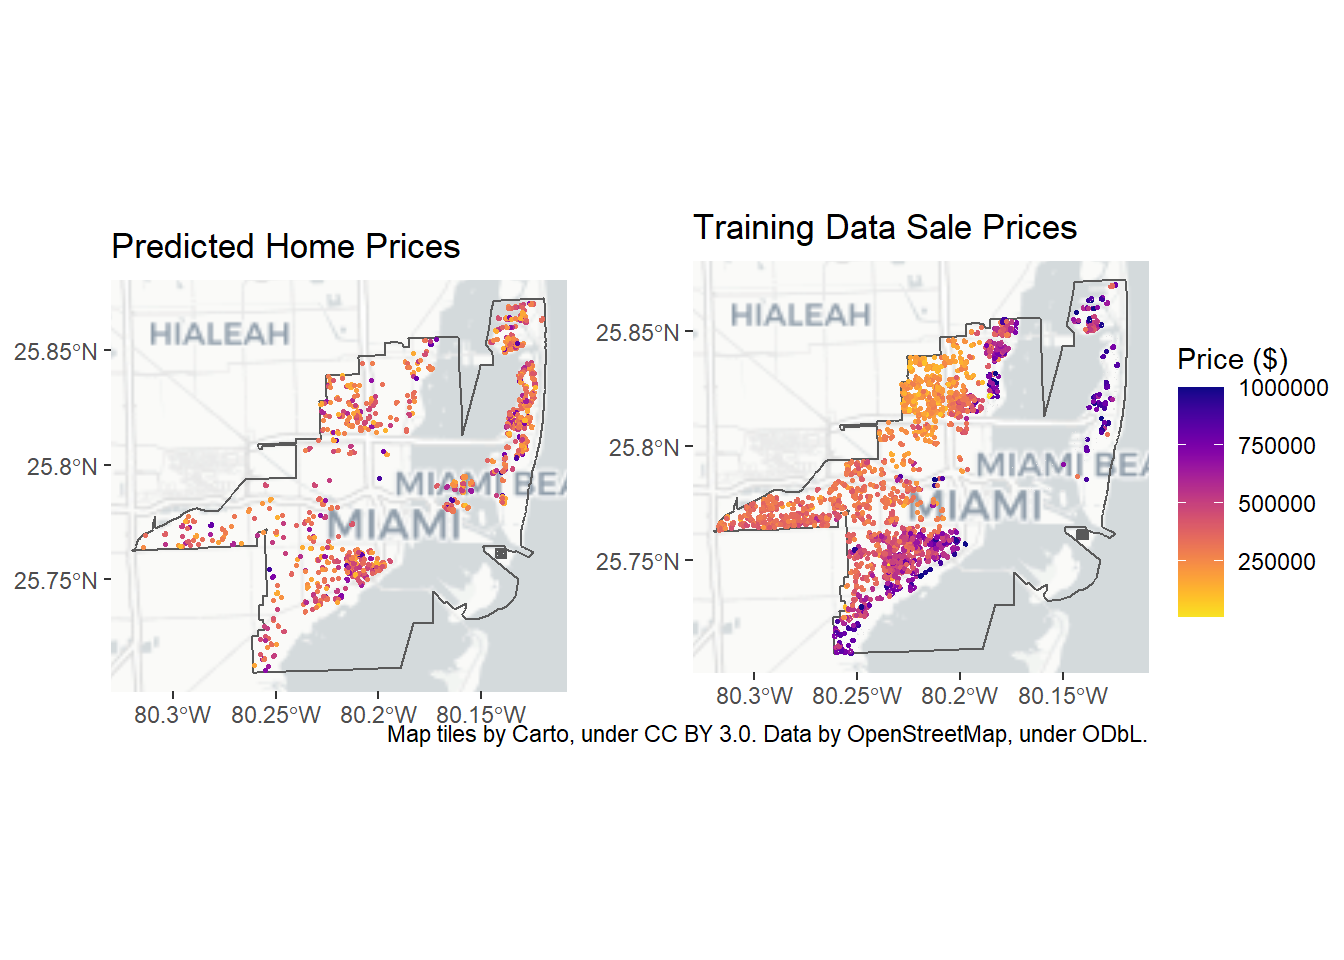 Predicted Home Prices
Training Data Sale Prices
HIALEAH
MIAMI BEA
MIAMI
25.85°N
25.8°N
25.75°N
80.3°W 80.25°W 80.2°W 80.15°W
HIALEAH
MIAMI BEA
MIAMI
25.85°N
25.8°N
25.75°N
80.3°W 80.25°W 80.2°W 80.15°W
Price ($)
1000000
750000
500000
250000
Map tiles by Carto, under CC BY 3.0. Data by OpenStreetMap, under ODbL.